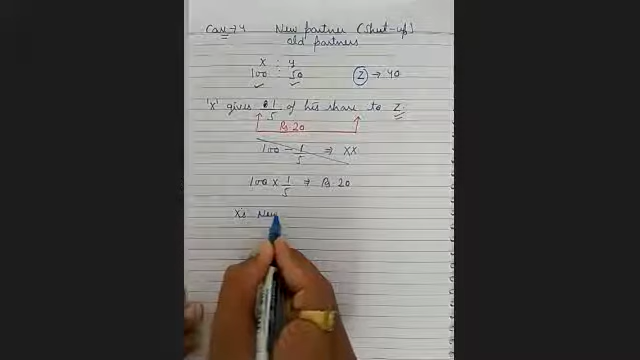 Case → 4 New partner (Shut-up)
old partners
X : Y
100 : 50 Z → 40
'X' gives 1/5 of his share to Z
Rs. 20
100 - 1/5 ⇒ XX
100 x 1/5 ⇒ Rs. 20
X's New